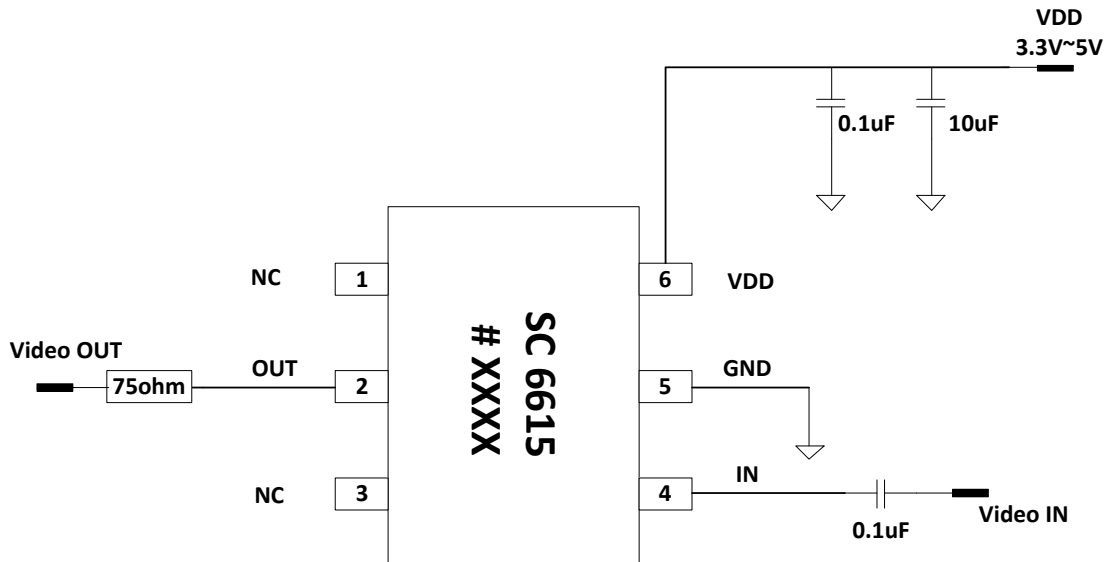 VDD
3.3V~5V
0.1uF
10uF
NC
1
6
VDD
SC 6615
# XXXX
Video OUT
75ohm
OUT
2
5
GND
NC
3
4
IN
0.1uF
Video IN